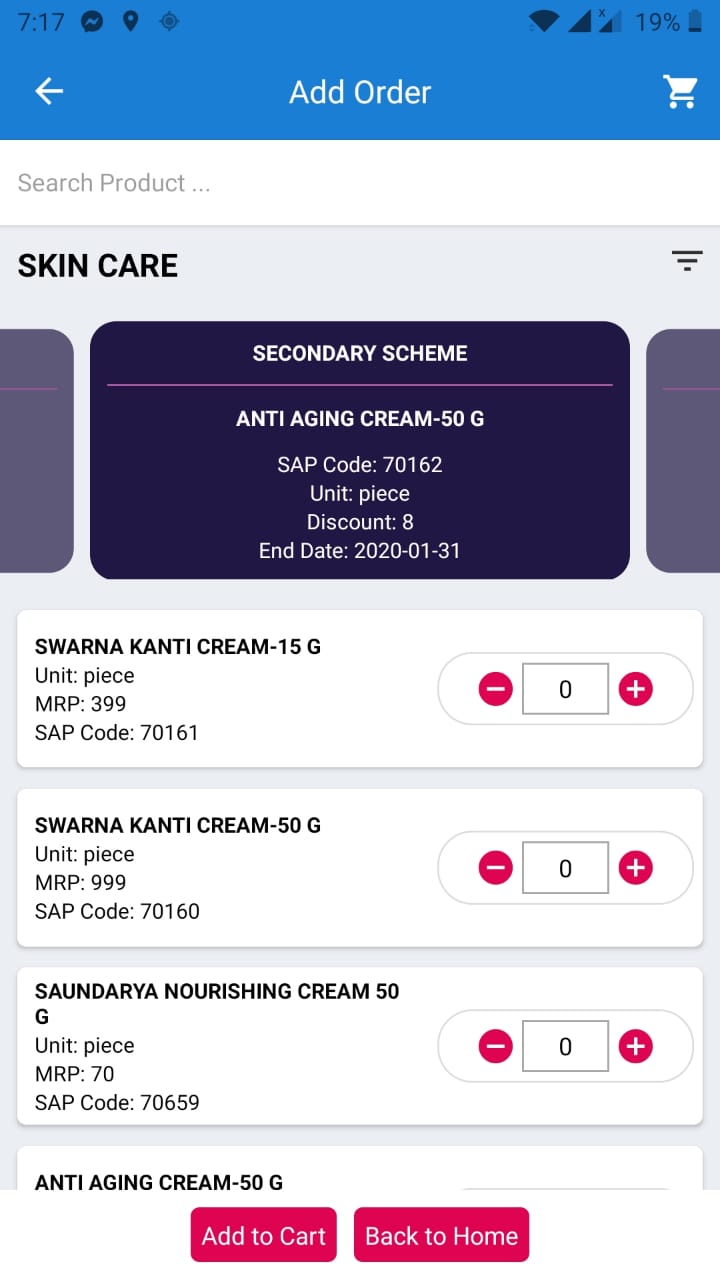 7:17
19%
Add Order
Search Product ...
SKIN CARE
SECONDARY SCHEME
ANTI AGING CREAM-50 G
SAP Code: 70162
Unit: piece
Discount: 8
End Date: 2020-01-31
SWARNA KANTI CREAM-15 G
Unit: piece
MRP: 399
SAP Code: 70161
0
SWARNA KANTI CREAM-50 G
Unit: piece
MRP: 999
SAP Code: 70160
0
SAUNDARYA NOURISHING CREAM 50
G
Unit: piece
MRP: 70
SAP Code: 70659
0
ANTI AGING CREAM-50 G
Add to Cart
Back to Home